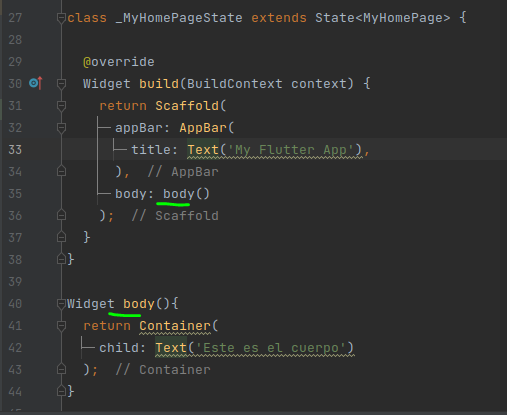 27 class _MyHomePageState extends State<MyHomePage> {
28
29 @override
30 Widget build(BuildContext context) {
31 return Scaffold(
32 appBar: AppBar(
33 title: Text('My Flutter App'),
34 ), // AppBar
35 body: body()
36 ); // Scaffold
37 }
38 }
39
40 Widget body(){
41 return Container(
42 child: Text('Este es el cuerpo')
43 ); // Container
44 }